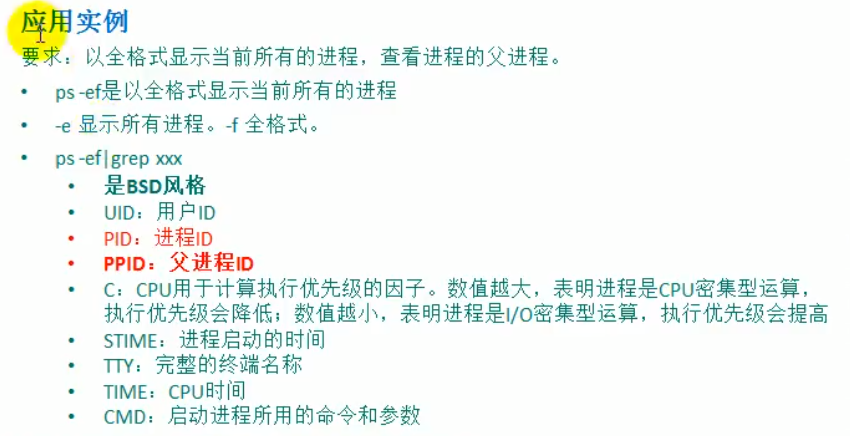 应用实例
要求：以全格式显示当前所有的进程，查看进程的父进程。
• ps -ef是以全格式显示当前所有的进程
• -e 显示所有进程。-f 全格式。
• ps -ef|grep xxx
• 是BSD风格
• UID：用户ID
• PID：进程ID
• PPID：父进程ID
• C：CPU用于计算执行优先级的因子。数值越大，表明进程是CPU密集型运算，
执行优先级会降低；数值越小，表明进程是I/O密集型运算，执行优先级会提高
• STIME：进程启动的时间
• TTY：完整的终端名称
• TIME：CPU时间
• CMD：启动进程所用的命令和参数